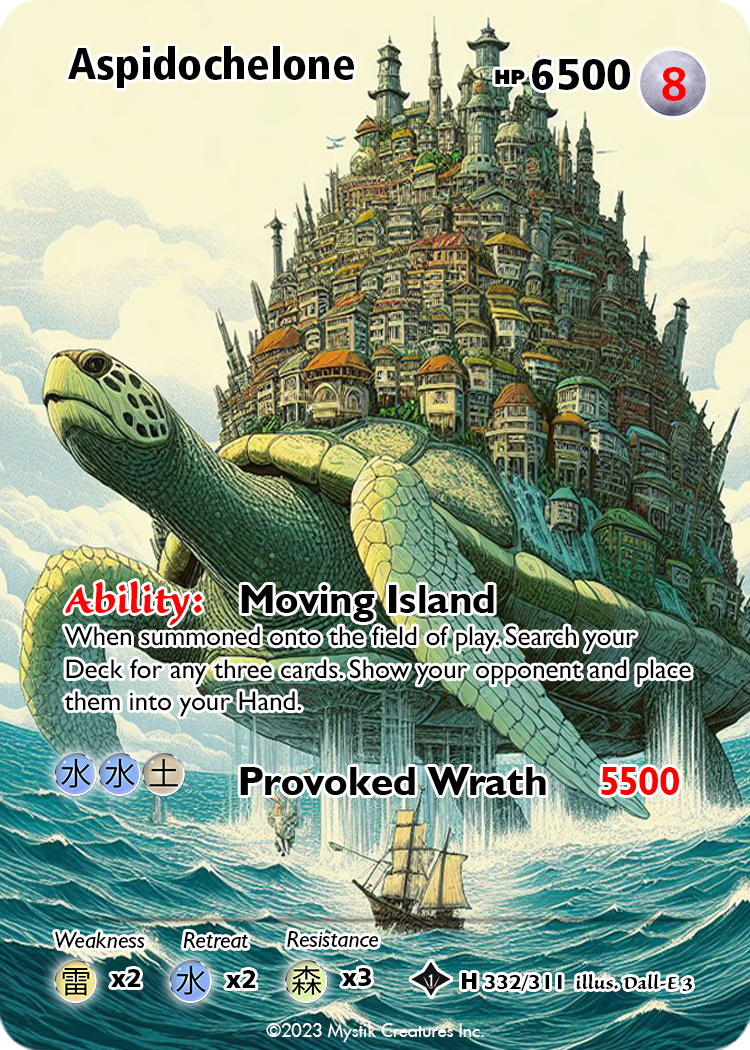 Aspidochelone HP 6500 8
Ability: Moving Island
When summoned onto the field of play. Search your
Deck for any three cards. Show your opponent and place
them into your Hand.
水 水 土 Provoked Wrath 5500
Weakness Retreat Resistance
雷 x2 水 x2 森 x3 1 H 332/311 illus. Dall-E 3
©2023 Mystik Creatures Inc.